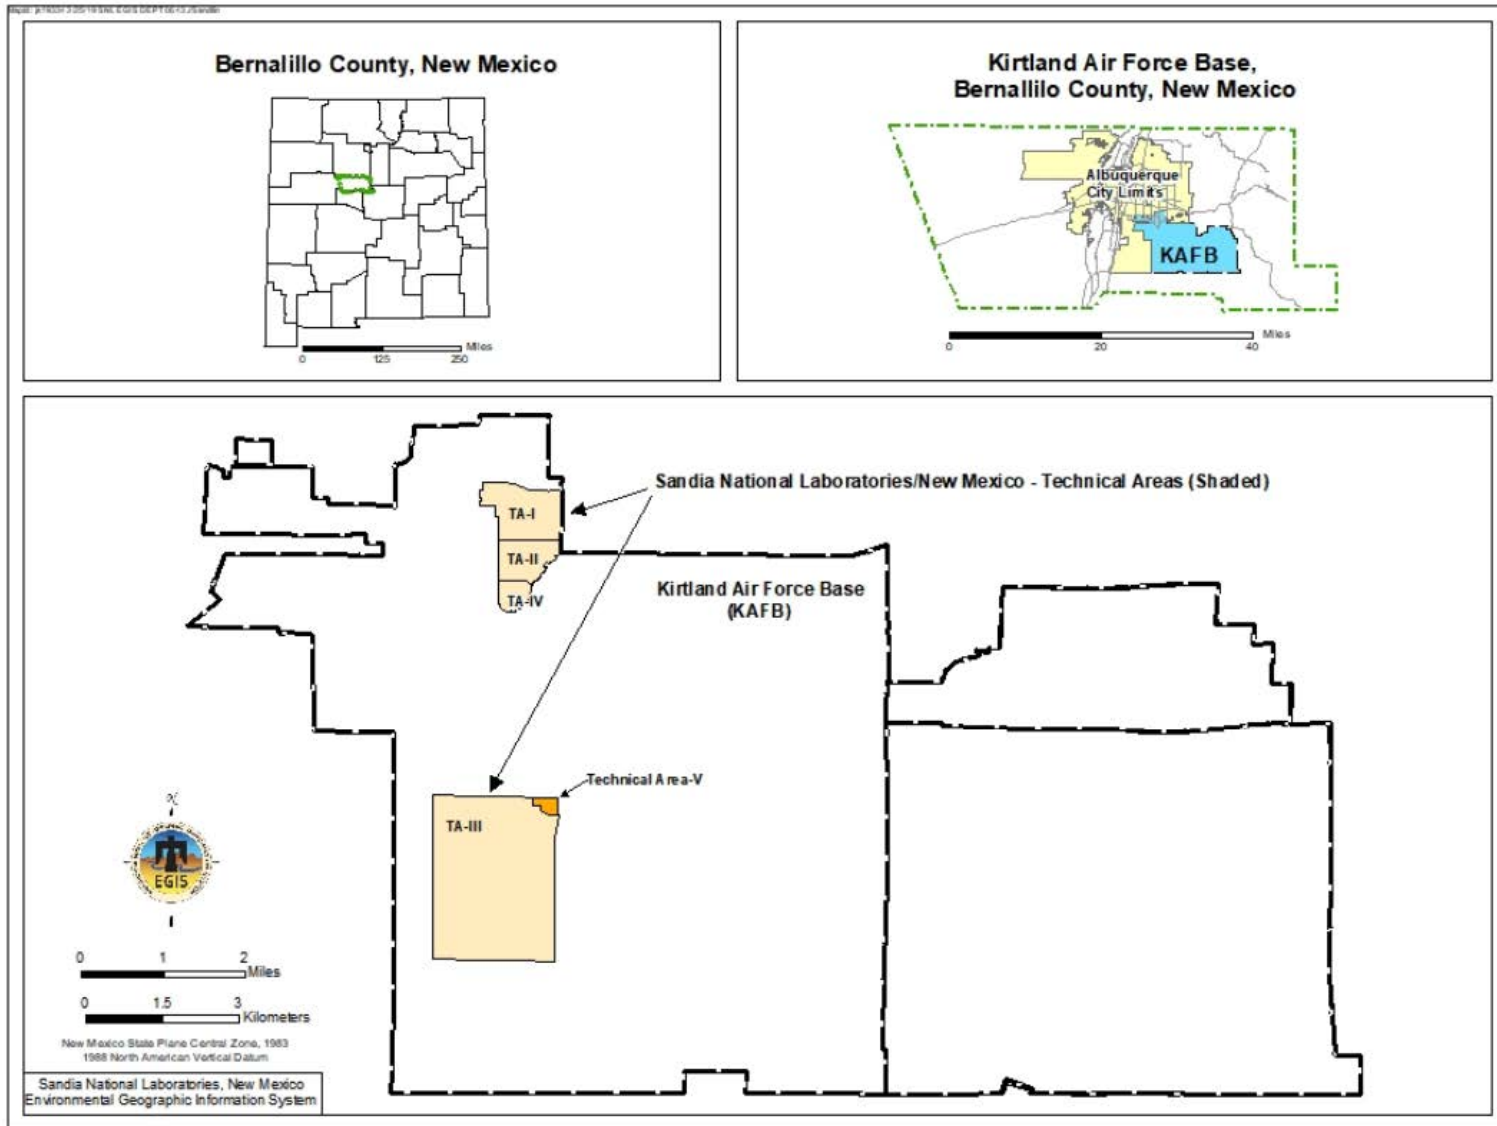 Bernalillo County, New Mexico
0 125 250
Miles
Kirtland Air Force Base,
Bernallilo County, New Mexico
Albuquerque
City Limits
KAFB
0 20 40
Miles
Sandia National Laboratories/New Mexico - Technical Areas (Shaded)
TA-I
TA-II
TA-IV
Kirtland Air Force Base
(KAFB)
Technical Area-V
TA-III
EGIS
0 1 2
Miles
0 1.5 3
Kilometers
New Mexico State Plane Central Zone, 1983
1988 North American Vertical Datum
Sandia National Laboratories, New Mexico
Environmental Geographic Information System